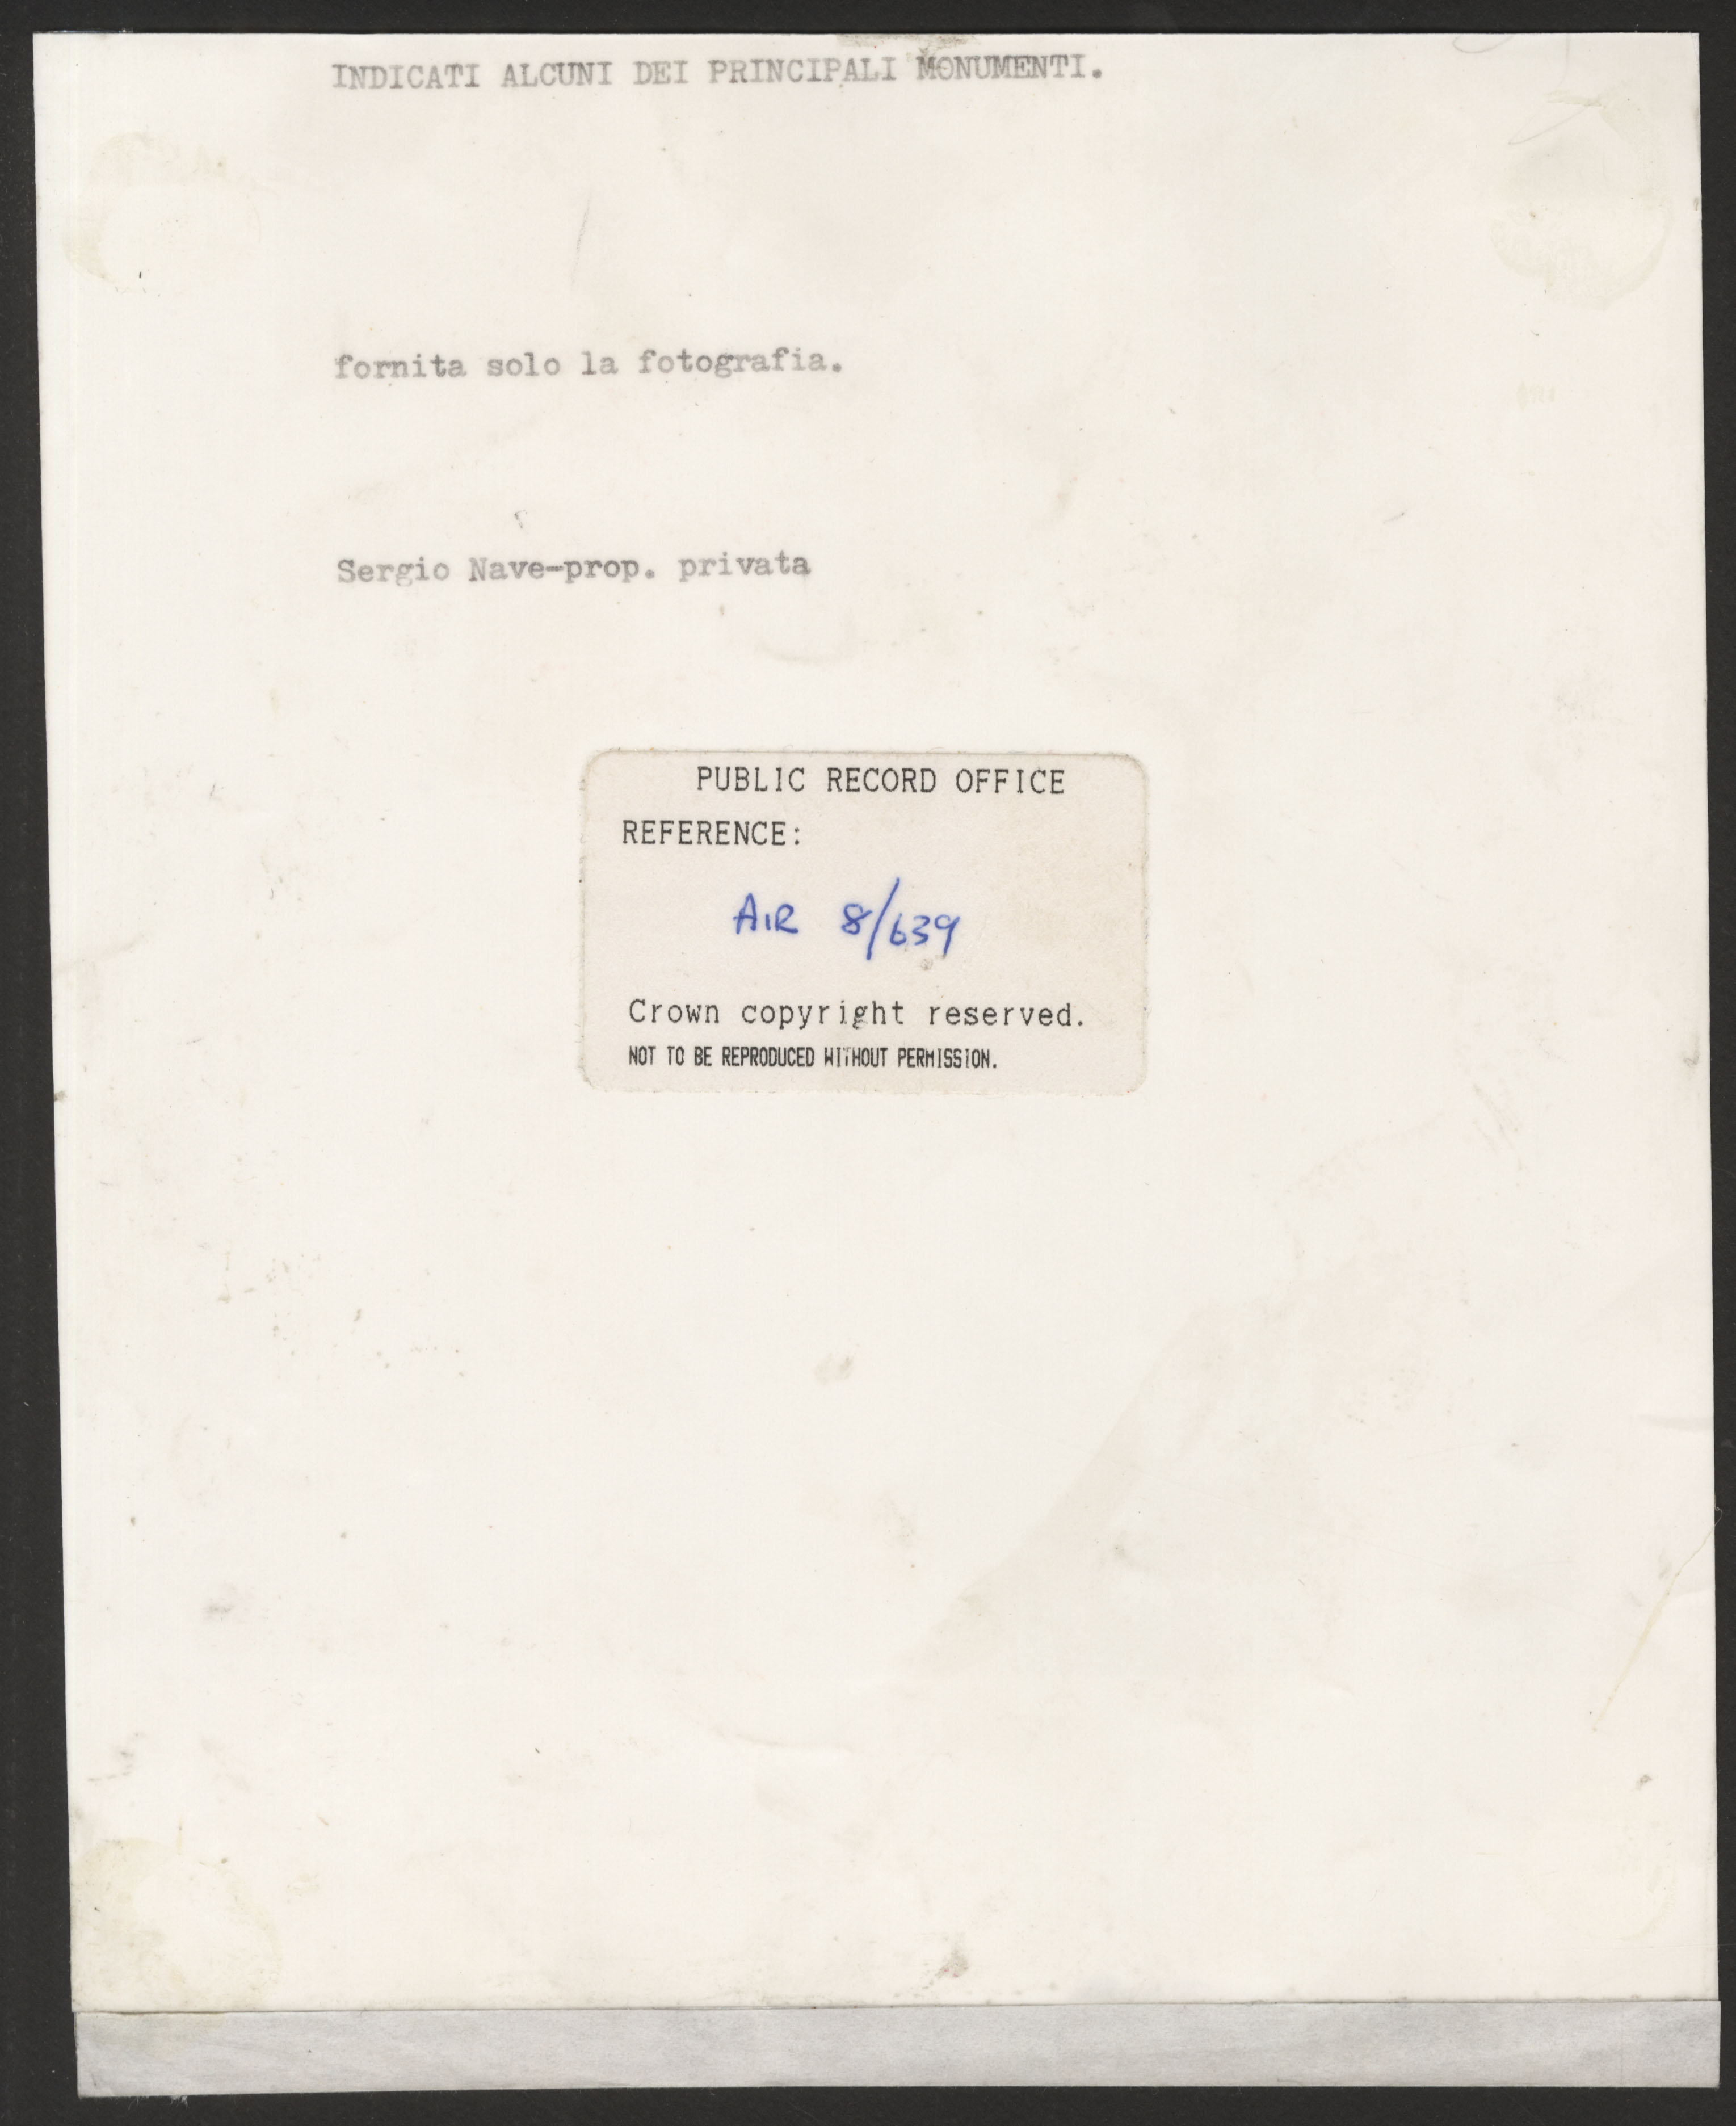 INDICATI ALCUNI DEI PRINCIPALI MONUMENTI.
fornita solo la fotografia.
Sergio Nave-prop. privata
PUBLIC RECORD OFFICE
REFERENCE:
AIR 8/639
Crown copyright reserved.
NOT TO BE REPRODUCED WITHOUT PERMISSION.